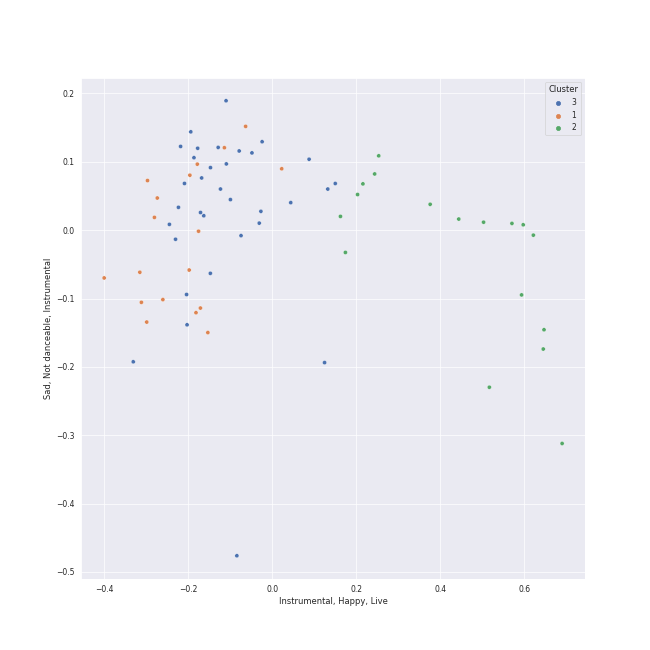 Cluster
3
1
2
0.2
0.1
0.0
−0.1
−0.2
−0.3
−0.4
−0.5
Sad, Not danceable, Instrumental
−0.4 −0.2 0.0 0.2 0.4 0.6
Instrumental, Happy, Live